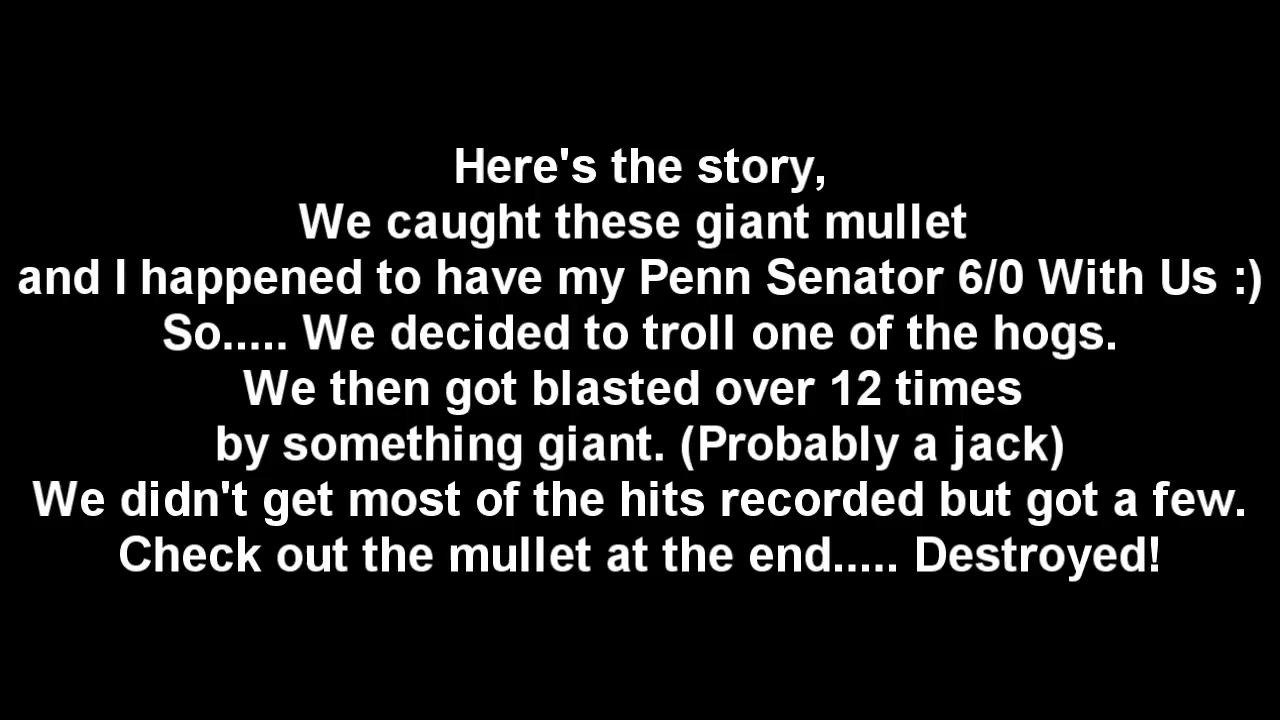 Here's the story,
We caught these giant mullet
and I happened to have my Penn Senator 6/0 With Us :)
So..... We decided to troll one of the hogs.
We then got blasted over 12 times
by something giant. (Probably a jack)
We didn't get most of the hits recorded but got a few.
Check out the mullet at the end..... Destroyed!